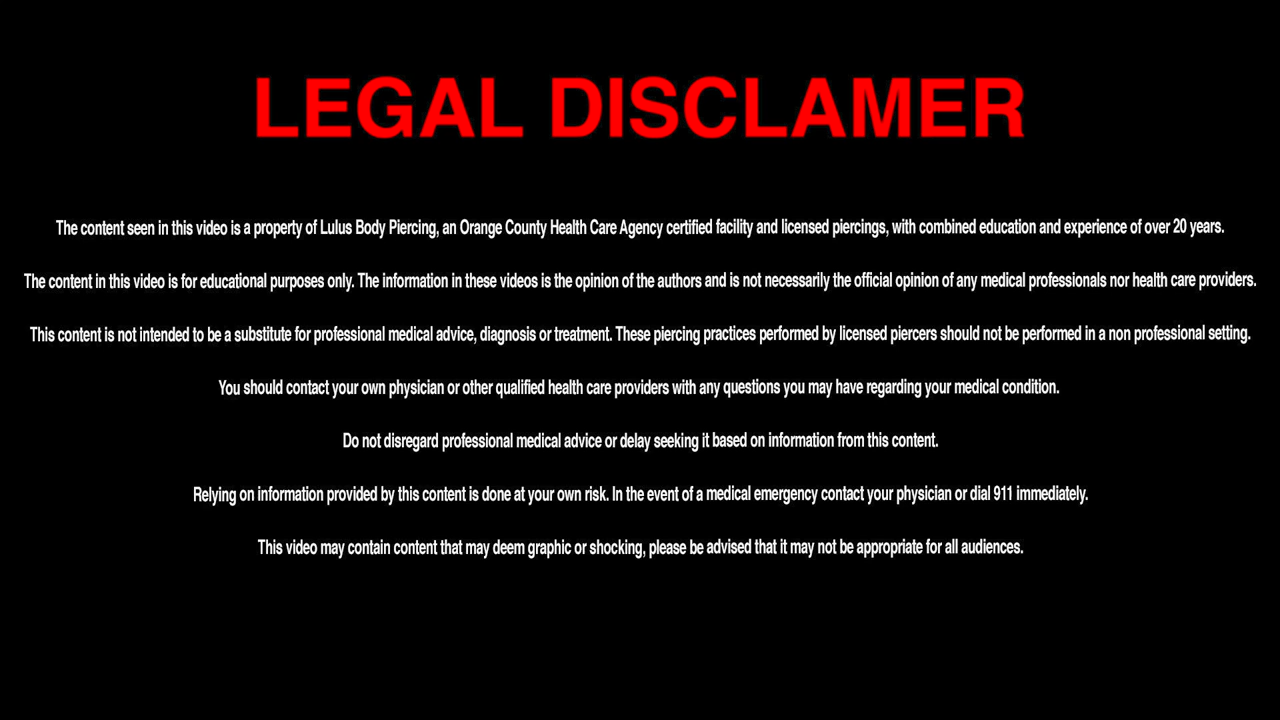 LEGAL DISCLAMER
The content seen in this video is a property of Lulus Body Piercing, an Orange County Health Care Agency certified facility and licensed piercings, with combined education and experience of over 20 years.
The content in this video is for educational purposes only. The information in these videos is the opinion of the authors and is not necessarily the official opinion of any medical professionals nor health care providers.
This content is not intended to be a substitute for professional medical advice, diagnosis or treatment. These piercing practices performed by licensed piercers should not be performed in a non professional setting.
You should contact your own physician or other qualified health care providers with any questions you may have regarding your medical condition.
Do not disregard professional medical advice or delay seeking it based on information from this content.
Relying on information provided by this content is done at your own risk. In the event of a medical emergency contact your physician or dial 911 immediately.
This video may contain content that may deem graphic or shocking, please be advised that it may not be appropriate for all audiences.